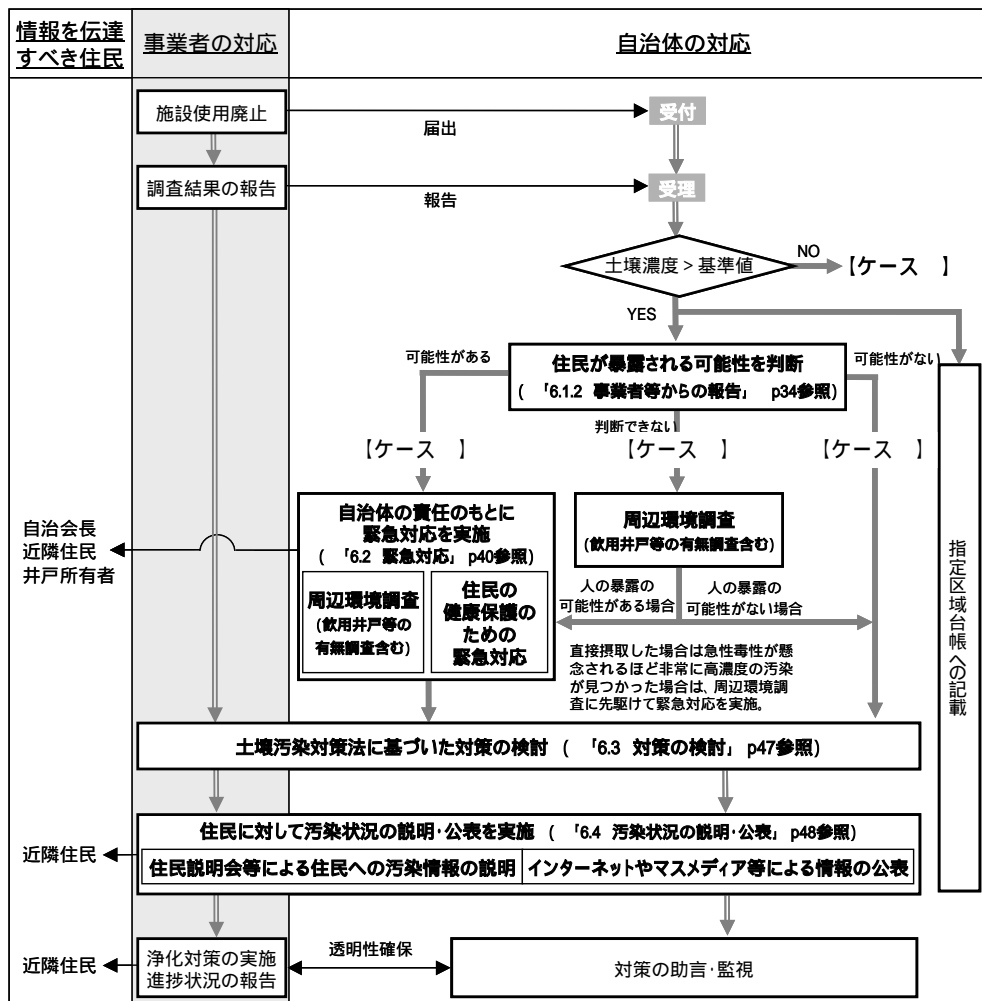 情報を伝達
すべき住民
事業者の対応
自治体の対応
施設使用廃止
届出
受付
調査結果の報告
報告
受理
土壌濃度 > 基準値
NO
【ケース　】
YES
可能性がある
住民が暴露される可能性を判断
( 「6.1.2 事業者等からの報告」 p34参照)
可能性がない
判断できない
【ケース　】
【ケース　】
【ケース　】
自治体の責任のもとに
緊急対応を実施
( 「6.2 緊急対応」 p40参照)
周辺環境調査
(飲用井戸等の
有無調査含む)
住民の
健康保護の
ための
緊急対応
周辺環境調査
(飲用井戸等の有無調査含む)
自治会長
近隣住民
井戸所有者
人の暴露の
可能性がある場合
人の暴露の
可能性がない場合
直接摂取した場合は急性毒性が懸
念されるほど非常に高濃度の汚染
が見つかった場合は、周辺環境調
査に先駆けて緊急対応を実施。
指定区域台帳への記載
土壌汚染対策法に基づいた対策の検討 ( 「6.3 対策の検討」 p47参照)
住民に対して汚染状況の説明･公表を実施 ( 「6.4 汚染状況の説明･公表」 p48参照)
近隣住民
住民説明会等による住民への汚染情報の説明
インターネットやマスメディア等による情報の公表
近隣住民
浄化対策の実施
進捗状況の報告
透明性確保
対策の助言･監視